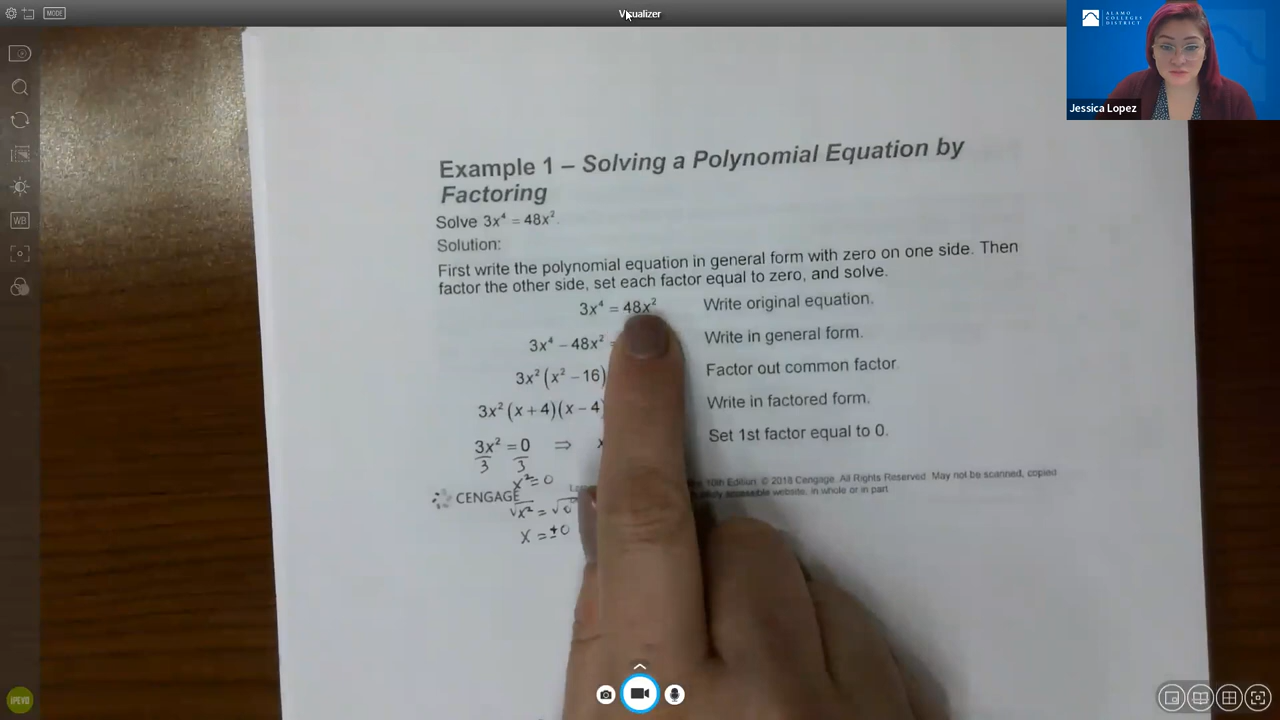 MODE
Visualizer
ALAMO
COLLEGES
DISTRICT
Jessica Lopez
WB
Example 1 – Solving a Polynomial Equation by
Factoring
Solve 3x⁴ = 48x².
Solution:
First write the polynomial equation in general form with zero on one side. Then
factor the other side, set each factor equal to zero, and solve.
3x⁴ = 48x² Write original equation.
3x⁴ – 48x² Write in general form.
3x²(x² – 16) Factor out common factor.
3x²(x + 4)(x – 4) Write in factored form.
3x² = 0 ⇒ x Set 1st factor equal to 0.
3 3
x² = 0
CENGAGE 10th Edition. © 2018 Cengage. All Rights Reserved. May not be scanned, copied
accessible website, in whole or in part.
√x² = √0
x = ±0
IPEVO